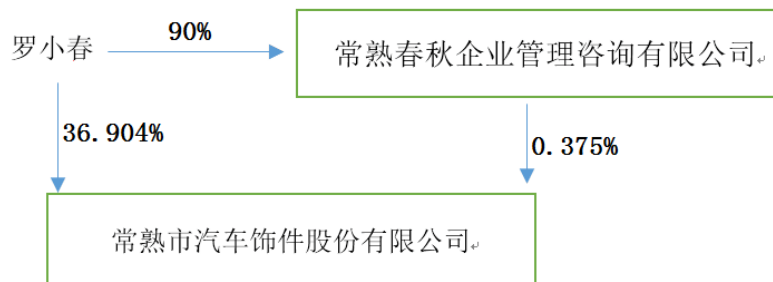 罗小春
90%
常熟春秋企业管理咨询有限公司
36.904%
0.375%
常熟市汽车饰件股份有限公司